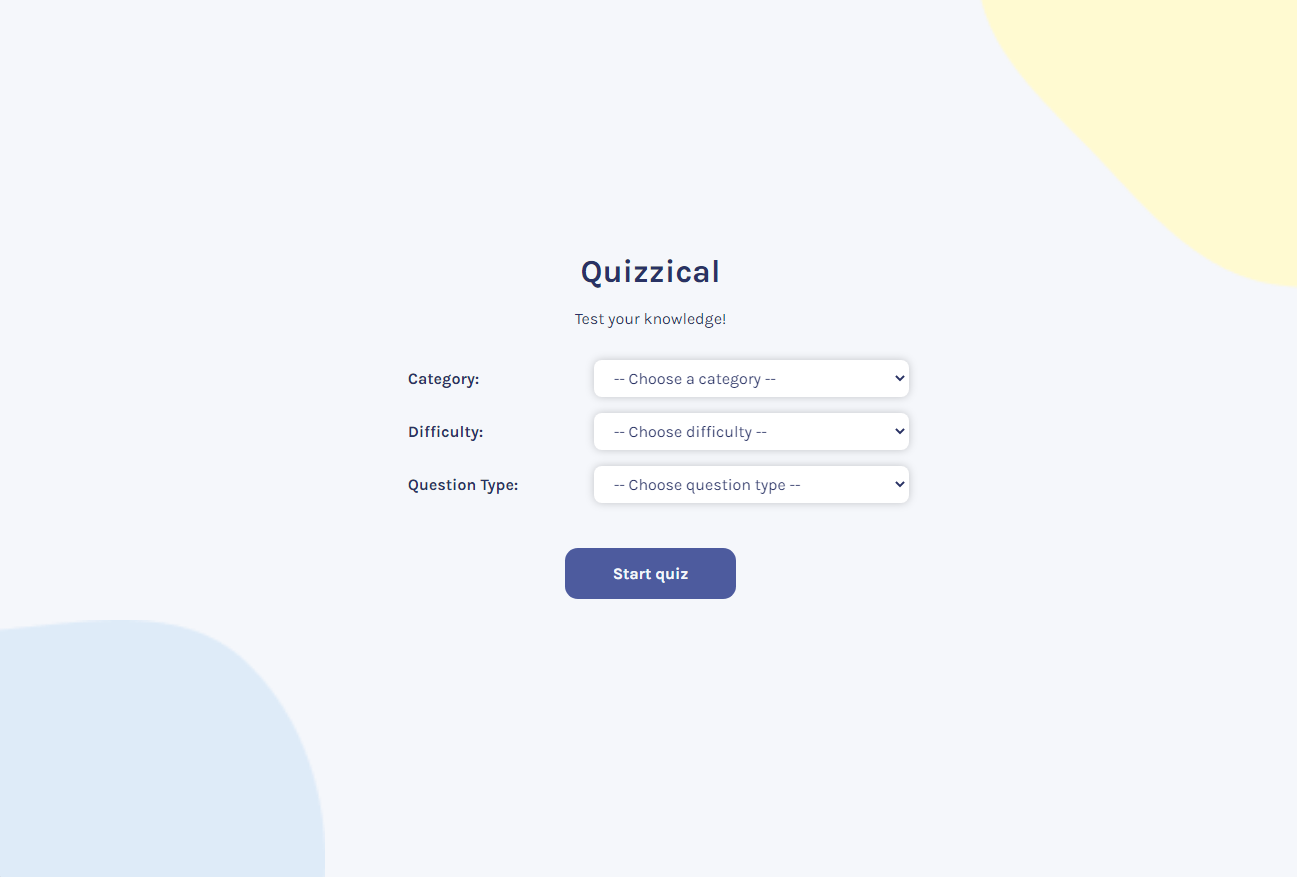 Quizzical
Test your knowledge!
Category: -- Choose a category --
Difficulty: -- Choose difficulty --
Question Type: -- Choose question type --
Start quiz